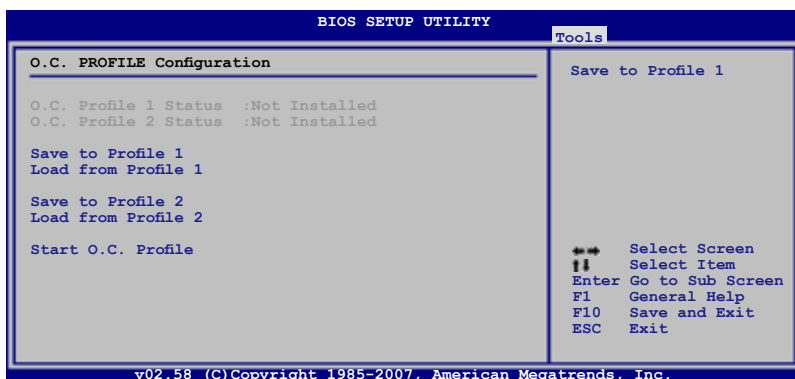 BIOS SETUP UTILITY
Tools
O.C. PROFILE Configuration
O.C. Profile 1 Status :Not Installed
O.C. Profile 2 Status :Not Installed
Save to Profile 1
Load from Profile 1
Save to Profile 2
Load from Profile 2
Start O.C. Profile
Save to Profile 1
Select Screen
Select Item
Enter Go to Sub Screen
F1 General Help
F10 Save and Exit
ESC Exit
v02.58 (C)Copyright 1985-2007, American Megatrends, Inc.